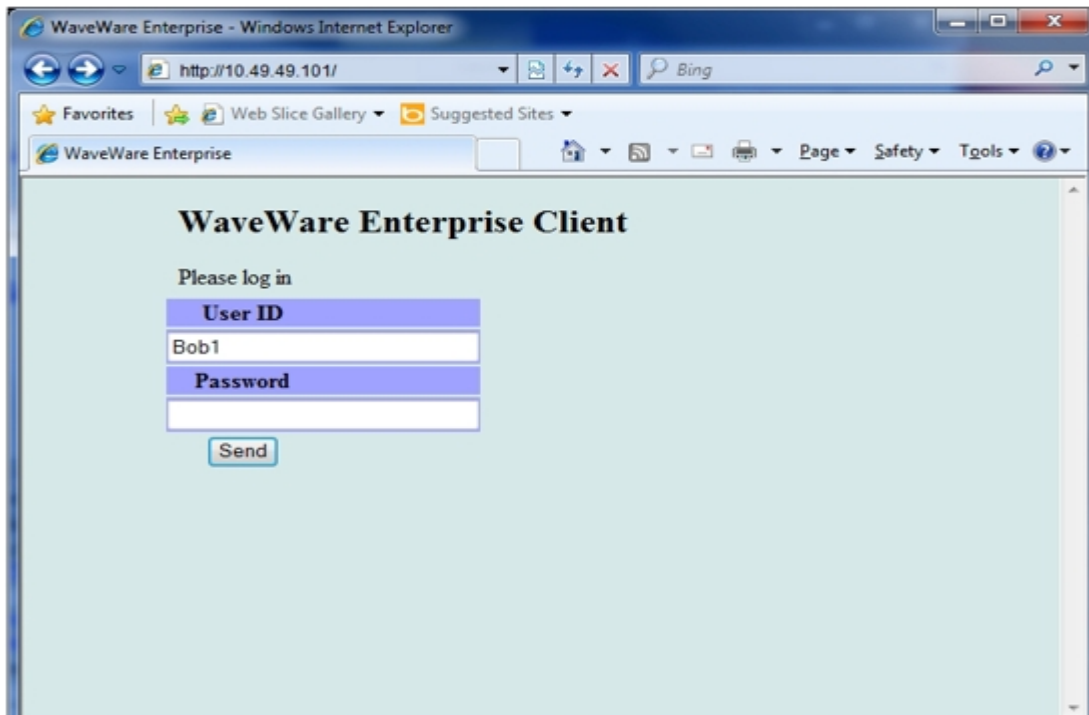 WaveWare Enterprise - Windows Internet Explorer
http://10.49.49.101/
Bing
Favorites
Web Slice Gallery
Suggested Sites
WaveWare Enterprise
Page
Safety
Tools
WaveWare Enterprise Client
Please log in
User ID
Bob1
Password
Send